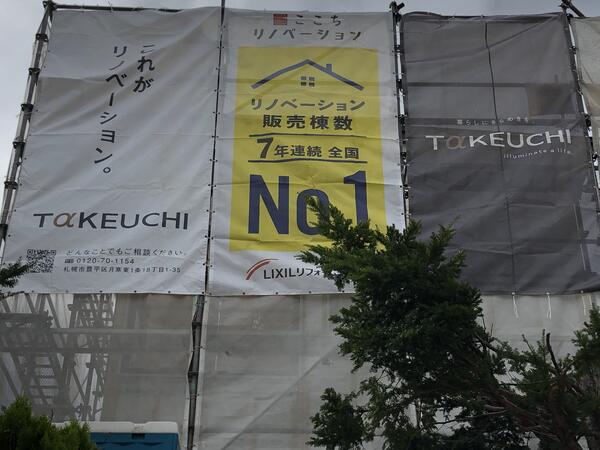 これが
リノベーション。
TAKEUCHI
どんなことでもご相談ください。
0120-70-1154
札幌市豊平区月寒東1条18丁目1-35
ここち
リノベーション
リノベーション
販売棟数
7年連続 全国
No.1
LIXILリフォ
TAKEUCHI
illuminate a life.